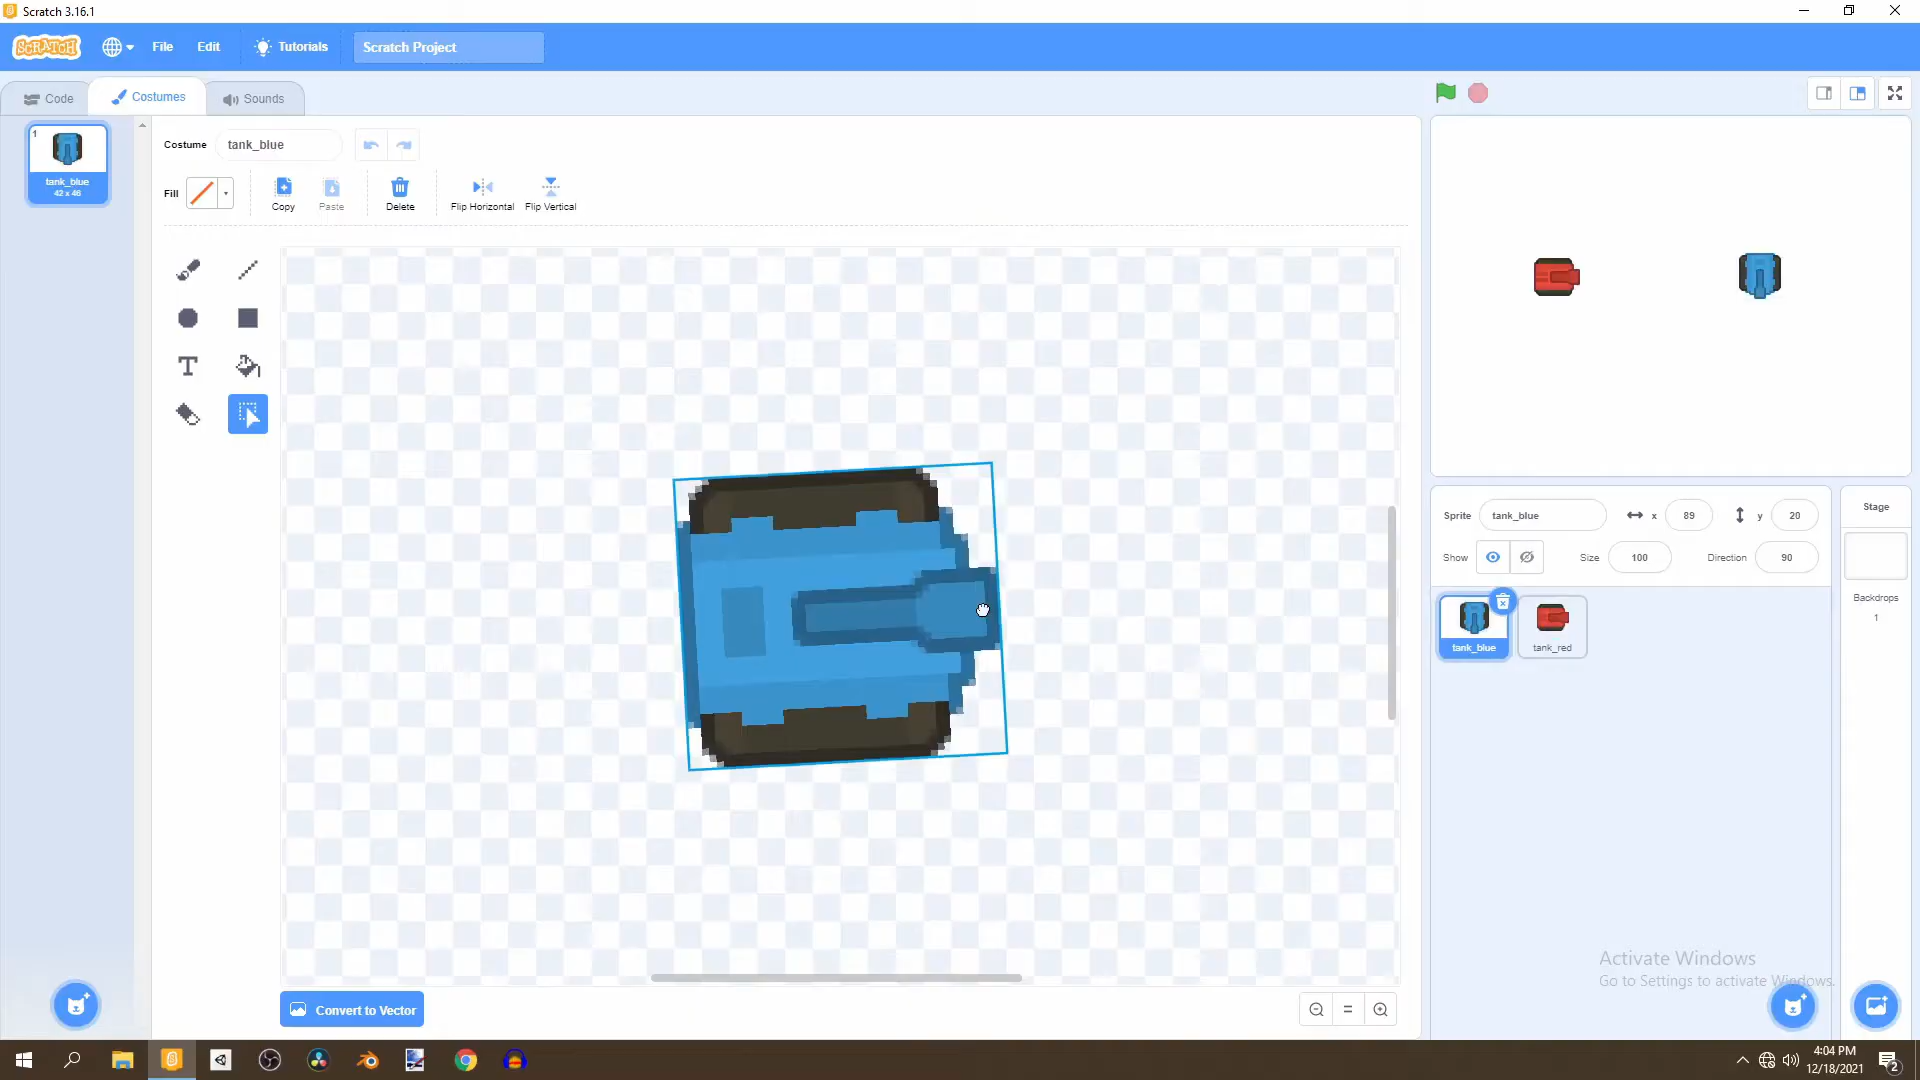 Scratch 3.16.1
SCRATCH
File
Edit
Tutorials
Scratch Project
Code
Costumes
Sounds
1
tank_blue
42 x 46
Costume
tank_blue
Fill
Copy
Paste
Delete
Flip Horizontal
Flip Vertical
T
Convert to Vector
Sprite
tank_blue
x
89
y
20
Show
Size
100
Direction
90
tank_blue
tank_red
Stage
Backdrops
1
Activate Windows
Go to Settings to activate Windows.
4:04 PM
12/18/2021
2